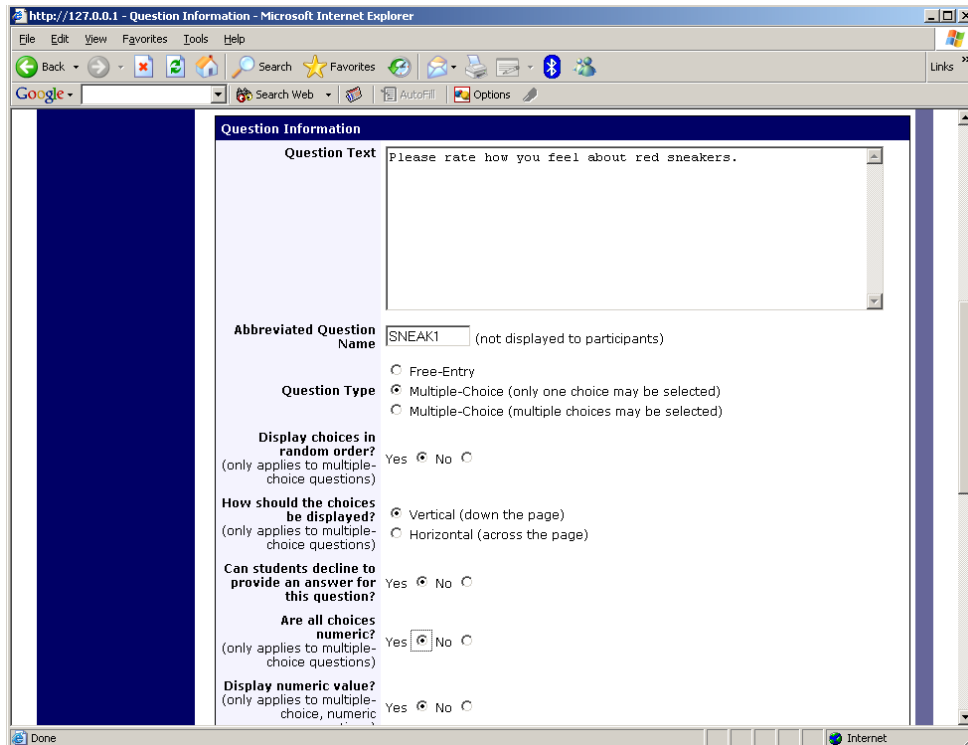 http://127.0.0.1 - Question Information - Microsoft Internet Explorer
File Edit View Favorites Tools Help
Back Search Favorites Links »
Google Search Web AutoFill Options
Question Information
Question Text Please rate how you feel about red sneakers.
Abbreviated Question
Name SNEAK1 (not displayed to participants)
Free-Entry
Question Type Multiple-Choice (only one choice may be selected)
Multiple-Choice (multiple choices may be selected)
Display choices in
random order?
(only applies to multiple-
choice questions)
Yes No
How should the choices
be displayed?
(only applies to multiple-
choice questions)
Vertical (down the page)
Horizontal (across the page)
Can students decline to
provide an answer for
this question?
Yes No
Are all choices
numeric?
(only applies to multiple-
choice questions)
Yes No
Display numeric value?
(only applies to multiple-
choice, numeric
Yes No
Done Internet